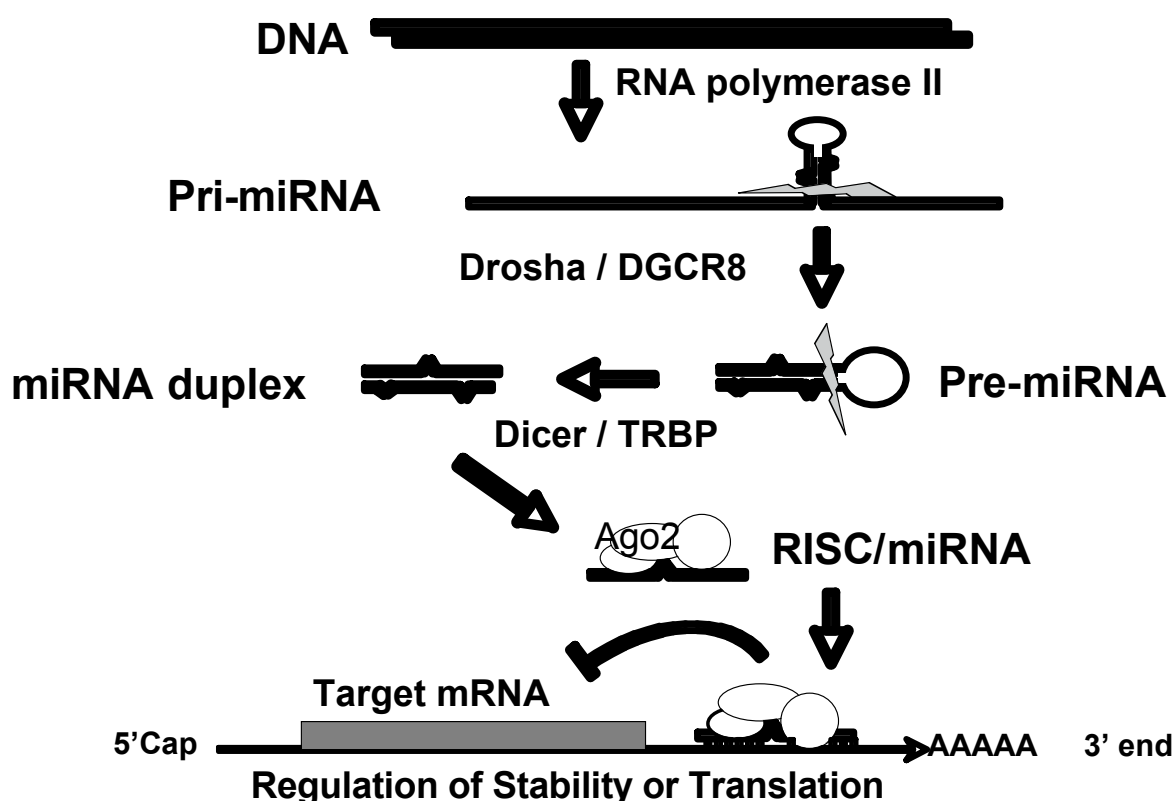 DNA
RNA polymerase II
Pri-miRNA
Drosha / DGCR8
miRNA duplex
Pre-miRNA
Dicer / TRBP
Ago2
RISC/miRNA
Target mRNA
5’Cap
AAAAA
3’ end
Regulation of Stability or Translation